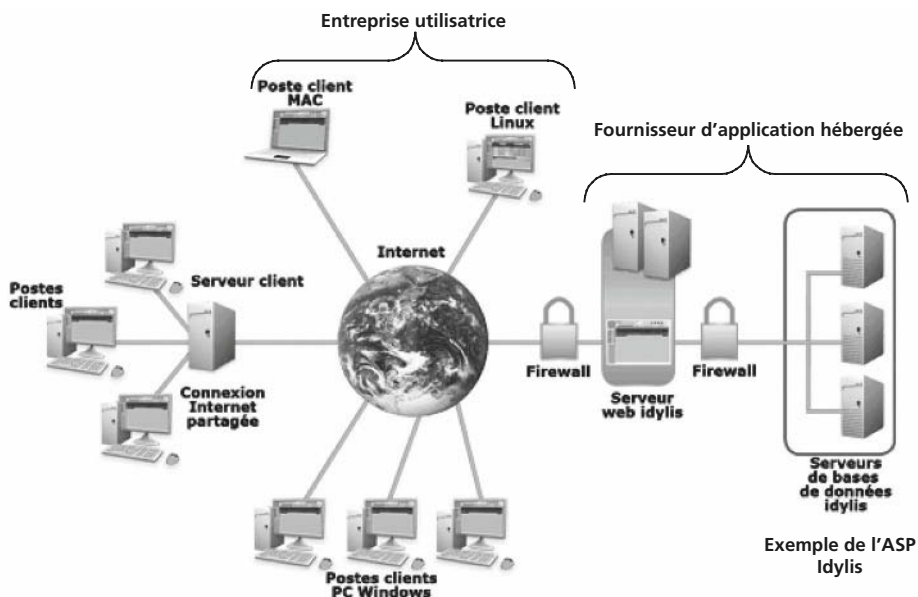 Entreprise utilisatrice
Poste client
MAC
Poste client
Linux
Fournisseur d'application hébergée
Internet
Serveur client
Postes
clients
Connexion
Internet
partagée
Firewall
Serveur
web idylis
Firewall
Serveurs
de bases
de données
idylis
Postes clients
PC Windows
Exemple de l'ASP
Idylis